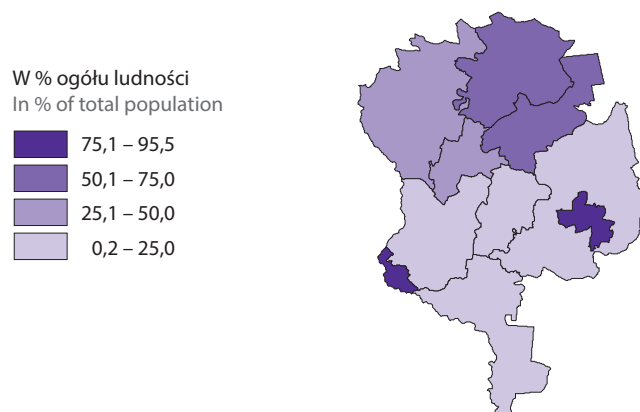 W % ogółu ludności
In % of total population
75,1 – 95,5
50,1 – 75,0
25,1 – 50,0
0,2 – 25,0